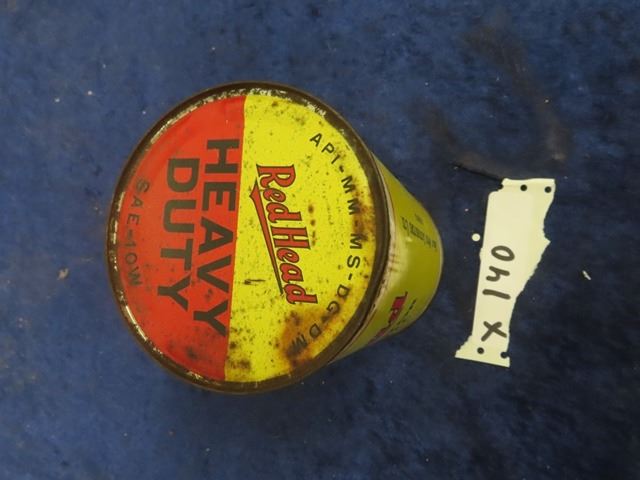 API-MM-MS-DG-DM
Red Head
HEAVY
DUTY
SAE-10W
140 X